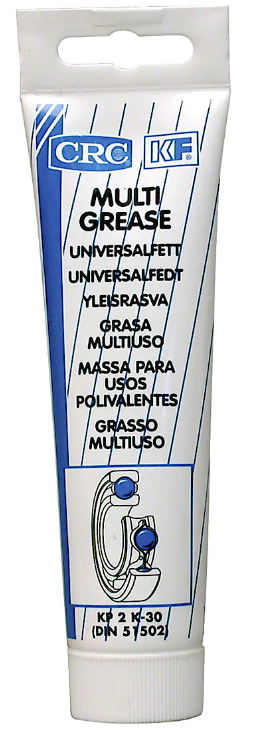 CRC KF®
MULTI
GREASE
UNIVERSALFETT
UNIVERSALFEDT
YLEISRASVA
GRASA
MULTIUSO
MASSA PARA
USOS
POLIVALENTES
GRASSO
MULTIUSO
KP 2 K-30
(DIN 51502)